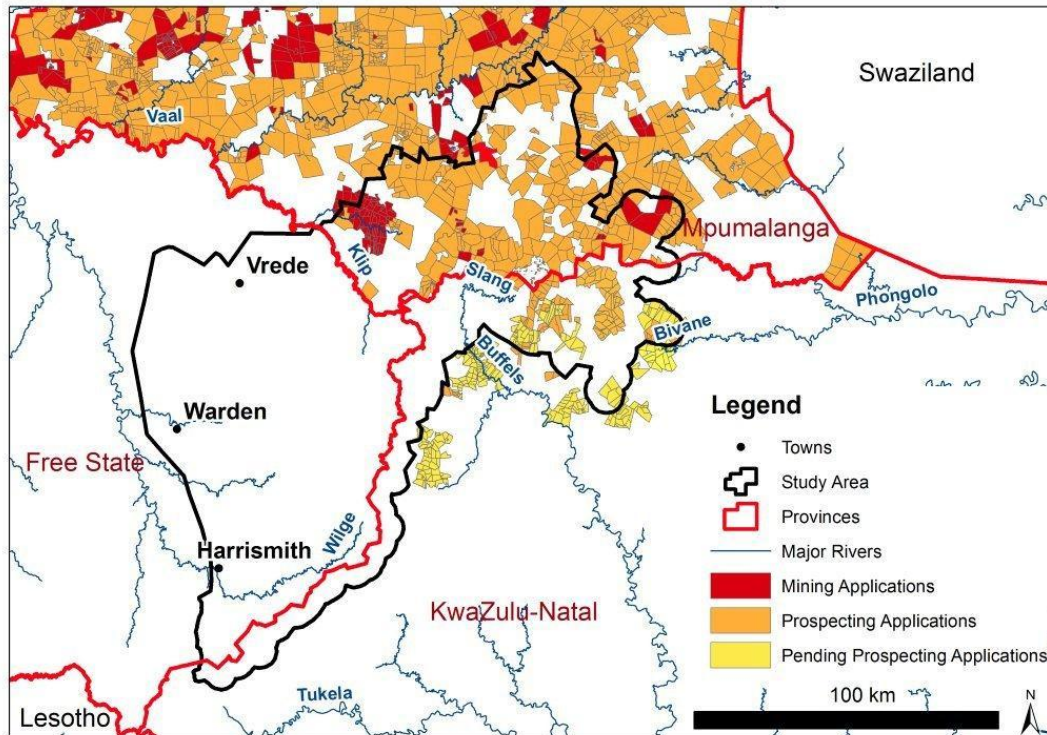 Swaziland
Vaal
Mpumalanga
Klip
Vrede
Slang
Phongolo
Bivane
Buffels
Warden
Free State
Wilge
Harrismith
KwaZulu-Natal
Tukela
Lesotho
Legend
Towns
Study Area
Provinces
Major Rivers
Mining Applications
Prospecting Applications
Pending Prospecting Applications
100 km
N